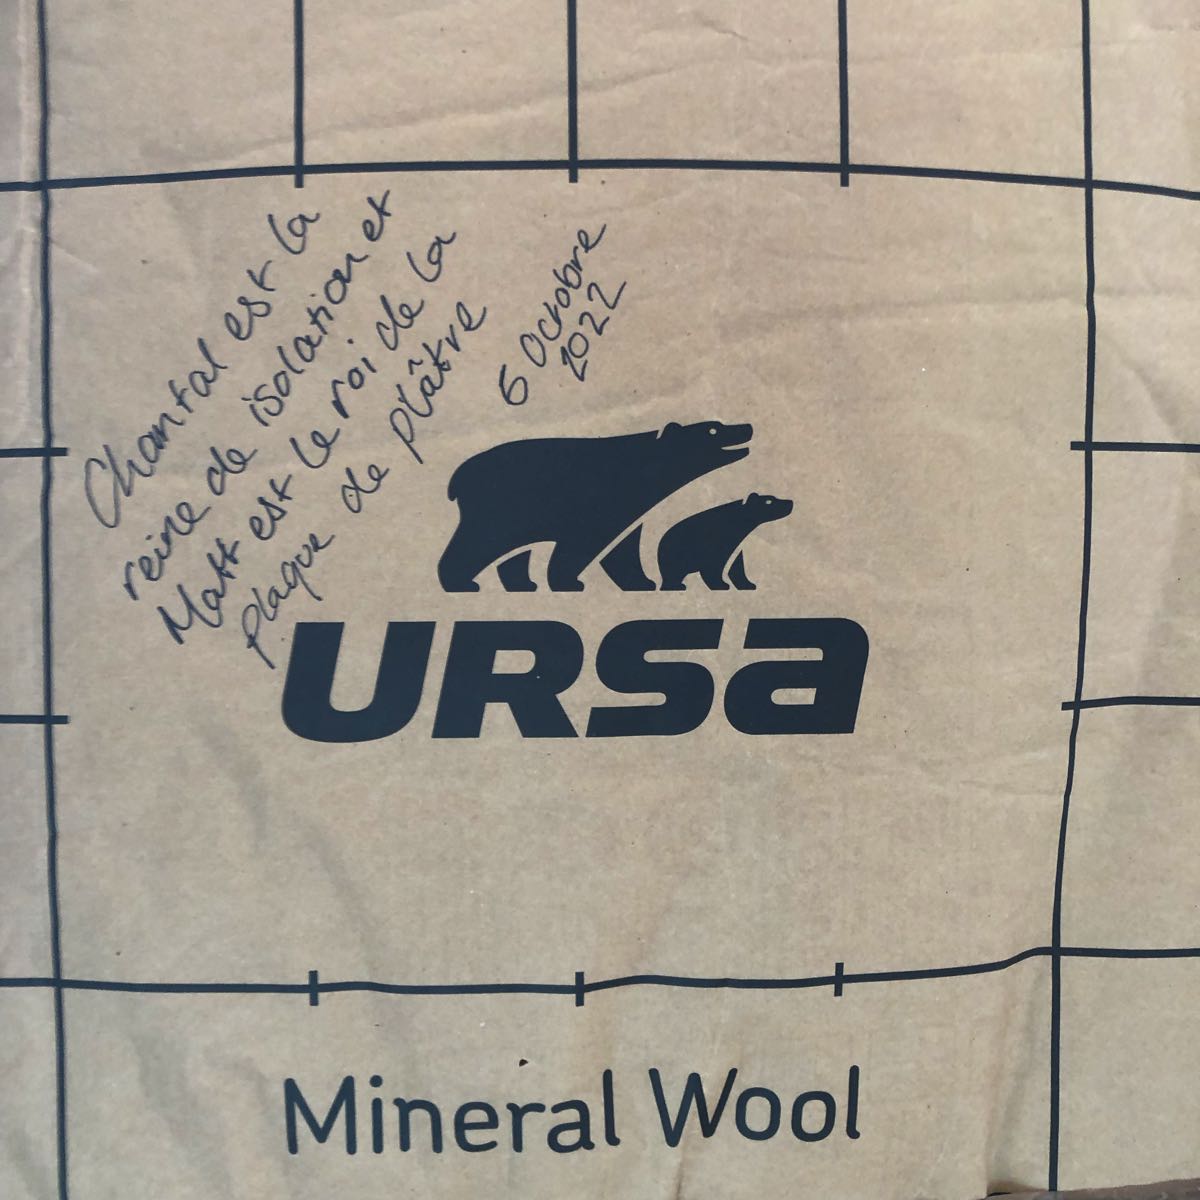 Chantal est la
reine de isolation et
Matt est le roi de la
plaque de plâtre
5 Octobre
2022
URSA
Mineral Wool